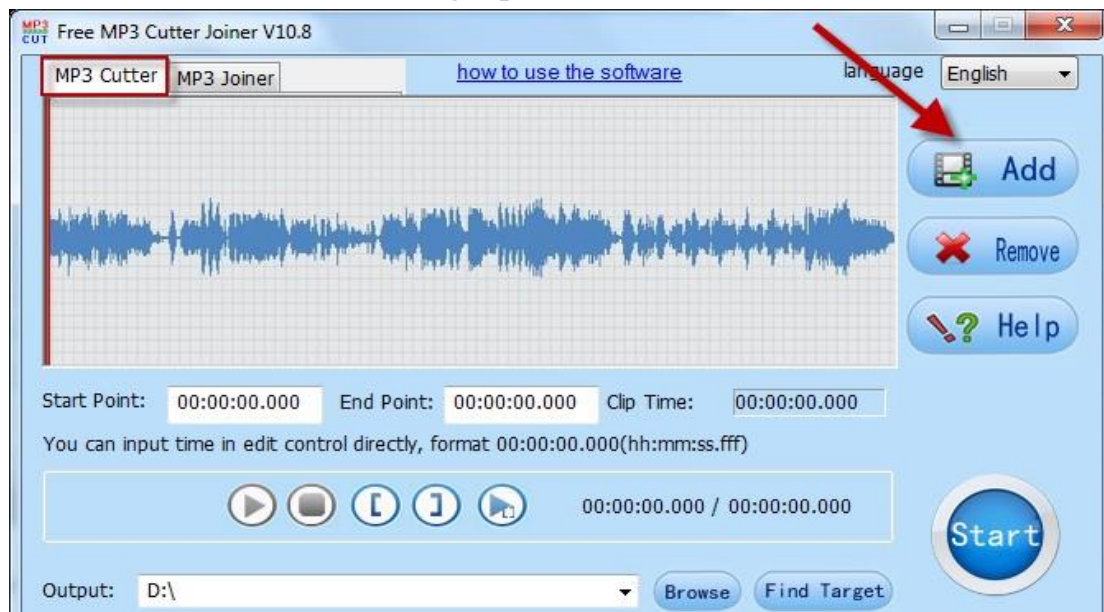 MP3 CUT Free MP3 Cutter Joiner V10.8
MP3 Cutter MP3 Joiner how to use the software language English
Add
Remove
Help
Start Point: 00:00:00.000 End Point: 00:00:00.000 Clip Time: 00:00:00.000
You can input time in edit control directly, format 00:00:00.000(hh:mm:ss.fff)
[ ] 00:00:00.000 / 00:00:00.000
Start
Output: D:\ Browse Find Target